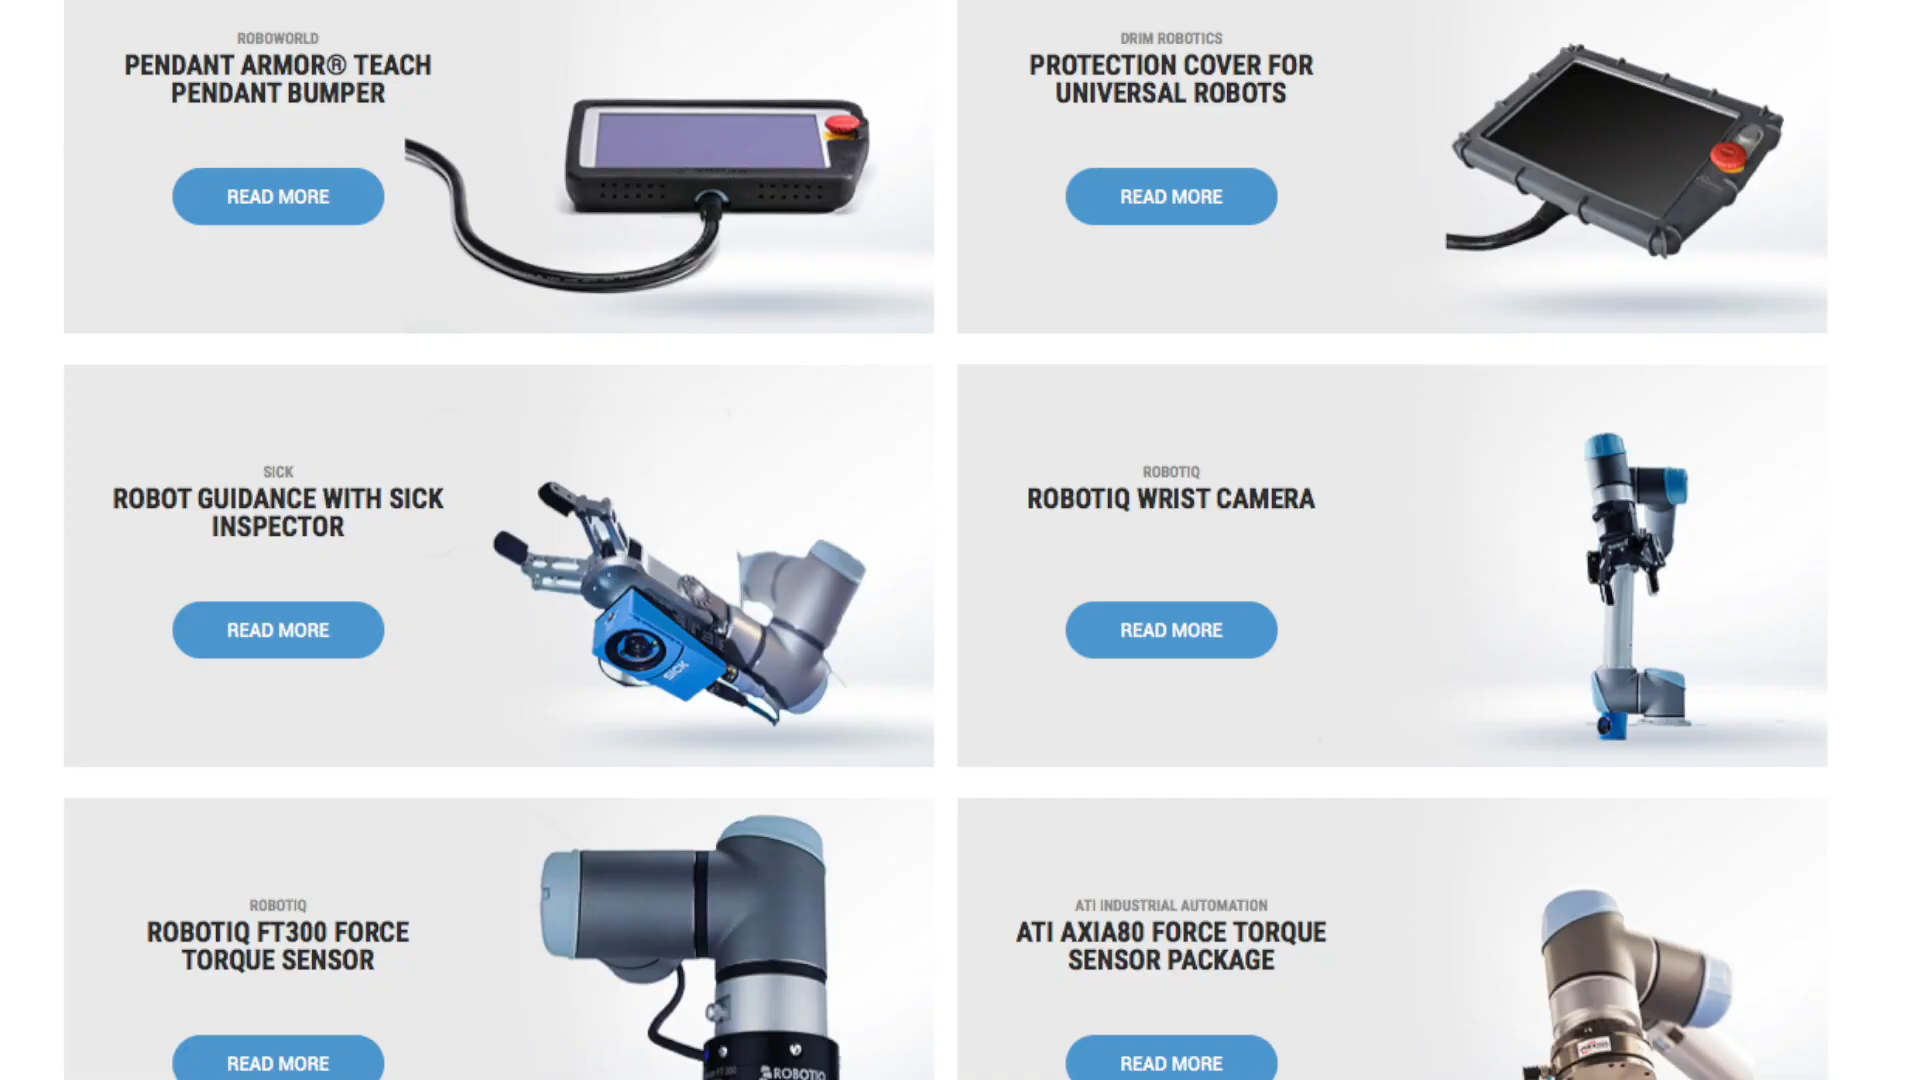 ROBOWORLD
PENDANT ARMOR® TEACH
PENDANT BUMPER
READ MORE
DRIM ROBOTICS
PROTECTION COVER FOR
UNIVERSAL ROBOTS
READ MORE
SICK
ROBOT GUIDANCE WITH SICK
INSPECTOR
READ MORE
SICK
ROBOTIQ
ROBOTIQ WRIST CAMERA
READ MORE
ROBOTIQ
ROBOTIQ FT300 FORCE
TORQUE SENSOR
READ MORE
FT 300
ROBOTIQ
ATI INDUSTRIAL AUTOMATION
ATI AXIA80 FORCE TORQUE
SENSOR PACKAGE
READ MORE